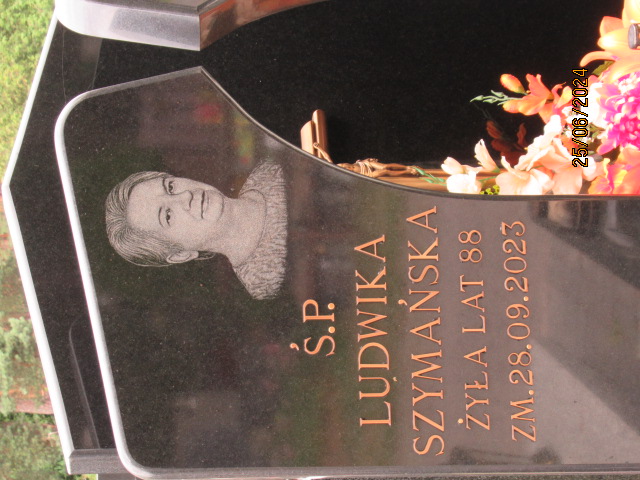 Ś.P.
LUDWIKA
SZYMAŃSKA
ŻYŁA LAT 88
ZM. 28.09.2023
25/06/2024